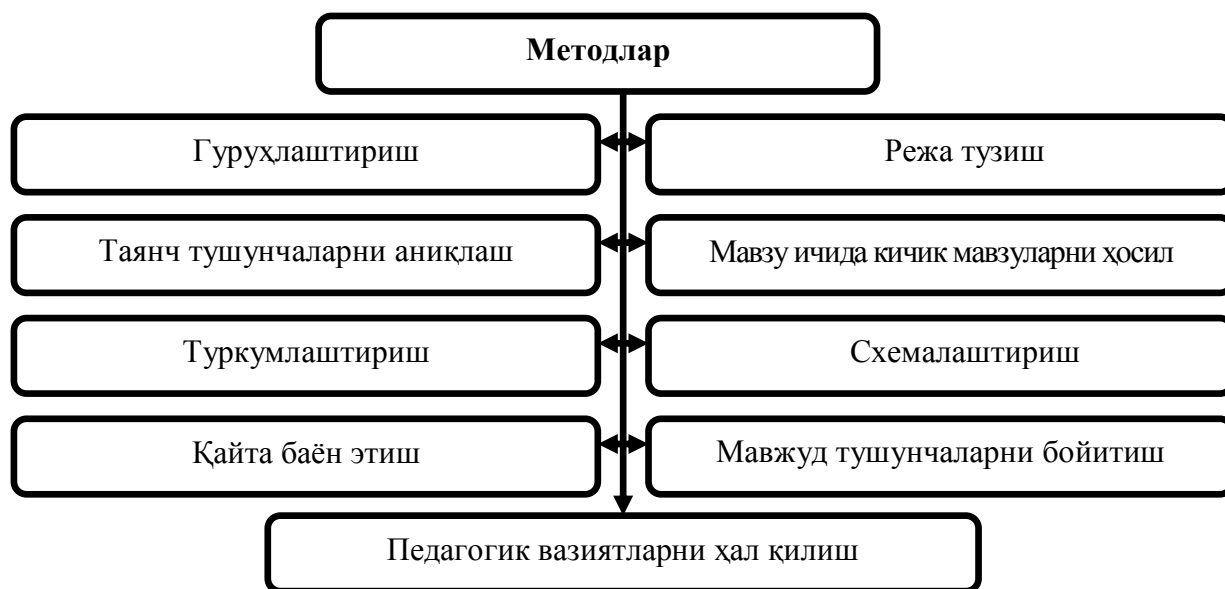 Методлар
Гуруҳлаштириш
Режа тузиш
Таянч тушунчаларни аниқлаш
Мавзу ичида кичик мавзуларни ҳосил
Туркумлаштириш
Схемалаштириш
Қайта баён этиш
Мавжуд тушунчаларни бойитиш
Педагогик вазиятларни ҳал қилиш